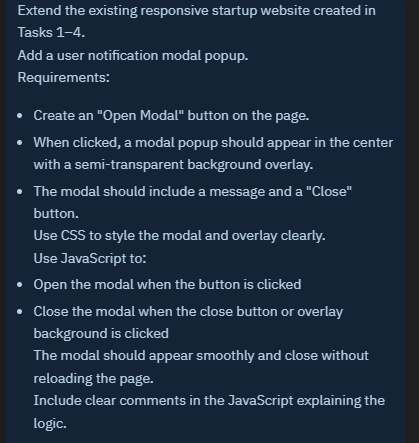 Extend the existing responsive startup website created in
Tasks 1–4.
Add a user notification modal popup.
Requirements:
• Create an "Open Modal" button on the page.
• When clicked, a modal popup should appear in the center
with a semi-transparent background overlay.
• The modal should include a message and a "Close"
button.
Use CSS to style the modal and overlay clearly.
Use JavaScript to:
• Open the modal when the button is clicked
• Close the modal when the close button or overlay
background is clicked
The modal should appear smoothly and close without
reloading the page.
Include clear comments in the JavaScript explaining the
logic.